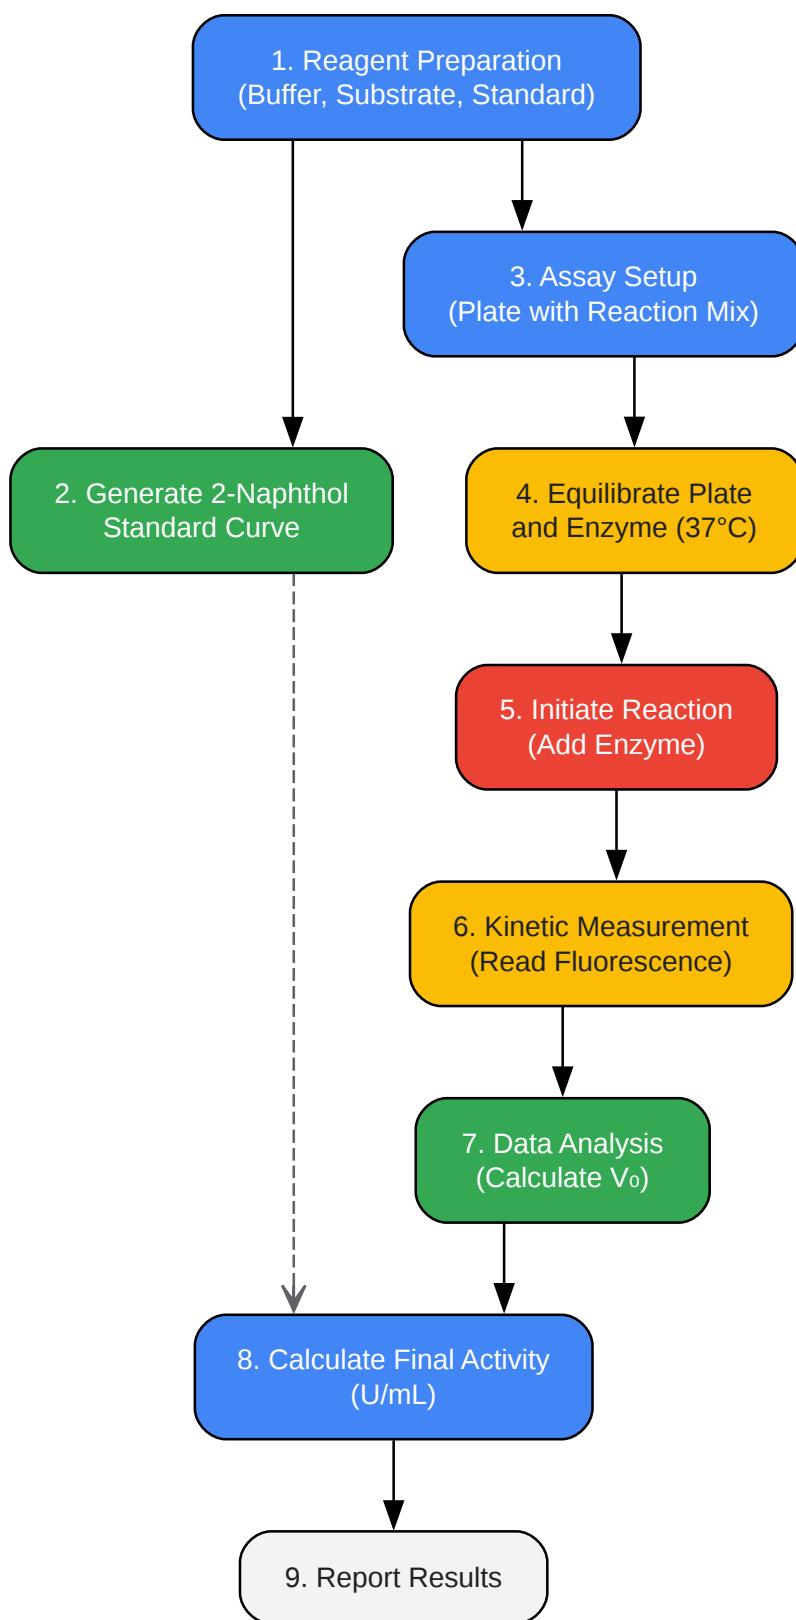 1. Reagent Preparation
(Buffer, Substrate, Standard)
3. Assay Setup
(Plate with Reaction Mix)
2. Generate 2-Naphthol
Standard Curve
4. Equilibrate Plate
and Enzyme (37°C)
5. Initiate Reaction
(Add Enzyme)
6. Kinetic Measurement
(Read Fluorescence)
7. Data Analysis
(Calculate V₀)
8. Calculate Final Activity
(U/mL)
9. Report Results